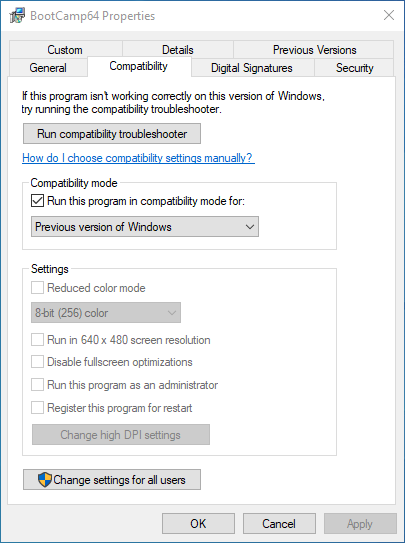 BootCamp64 Properties
Custom Details Previous Versions
General Compatibility Digital Signatures Security
If this program isn't working correctly on this version of Windows,
try running the compatibility troubleshooter.
Run compatibility troubleshooter
How do I choose compatibility settings manually?
Compatibility mode
Run this program in compatibility mode for:
Previous version of Windows
Settings
Reduced color mode
8-bit (256) color
Run in 640 x 480 screen resolution
Disable fullscreen optimizations
Run this program as an administrator
Register this program for restart
Change high DPI settings
Change settings for all users
OK Cancel Apply